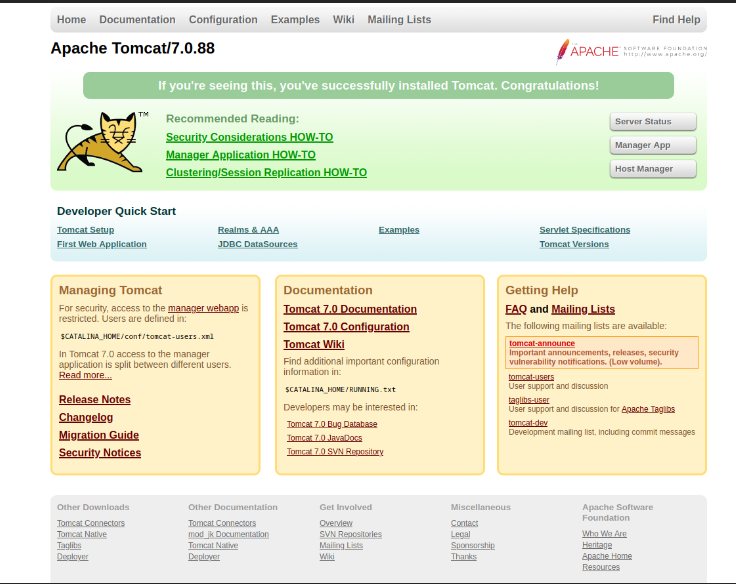 Home Documentation Configuration Examples Wiki Mailing Lists Find Help
Apache Tomcat/7.0.88
APACHE SOFTWARE FOUNDATION
http://www.apache.org/
If you're seeing this, you've successfully installed Tomcat. Congratulations!
TM
Recommended Reading:
Security Considerations HOW-TO
Manager Application HOW-TO
Clustering/Session Replication HOW-TO
Server Status
Manager App
Host Manager
Developer Quick Start
Tomcat Setup
First Web Application
Realms & AAA
JDBC DataSources
Examples
Servlet Specifications
Tomcat Versions
Managing Tomcat
For security, access to the manager webapp is
restricted. Users are defined in:
$CATALINA_HOME/conf/tomcat-users.xml
In Tomcat 7.0 access to the manager
application is split between different users.
Read more...
Release Notes
Changelog
Migration Guide
Security Notices
Documentation
Tomcat 7.0 Documentation
Tomcat 7.0 Configuration
Tomcat Wiki
Find additional important configuration
information in:
$CATALINA_HOME/RUNNING.txt
Developers may be interested in:
Tomcat 7.0 Bug Database
Tomcat 7.0 JavaDocs
Tomcat 7.0 SVN Repository
Getting Help
FAQ and Mailing Lists
The following mailing lists are available:
tomcat-announce
Important announcements, releases, security
vulnerability notifications. (Low volume).
tomcat-users
User support and discussion
taglibs-user
User support and discussion for Apache Taglibs
tomcat-dev
Development mailing list, including commit messages
Other Downloads
Tomcat Connectors
Tomcat Native
Taglibs
Deployer
Other Documentation
Tomcat Connectors
mod_jk Documentation
Tomcat Native
Deployer
Get Involved
Overview
SVN Repositories
Mailing Lists
Wiki
Miscellaneous
Contact
Legal
Sponsorship
Thanks
Apache Software
Foundation
Who We Are
Heritage
Apache Home
Resources